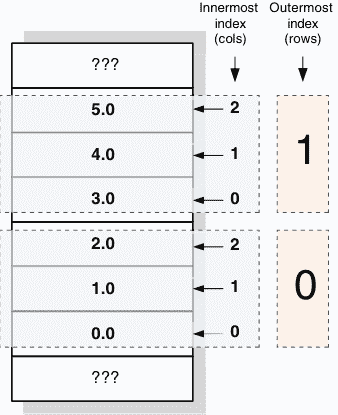 Innermost
index
(cols)
Outermost
index
(rows)
???
5.0
2
4.0
1
1
3.0
0
2.0
2
1.0
1
0
0.0
0
???